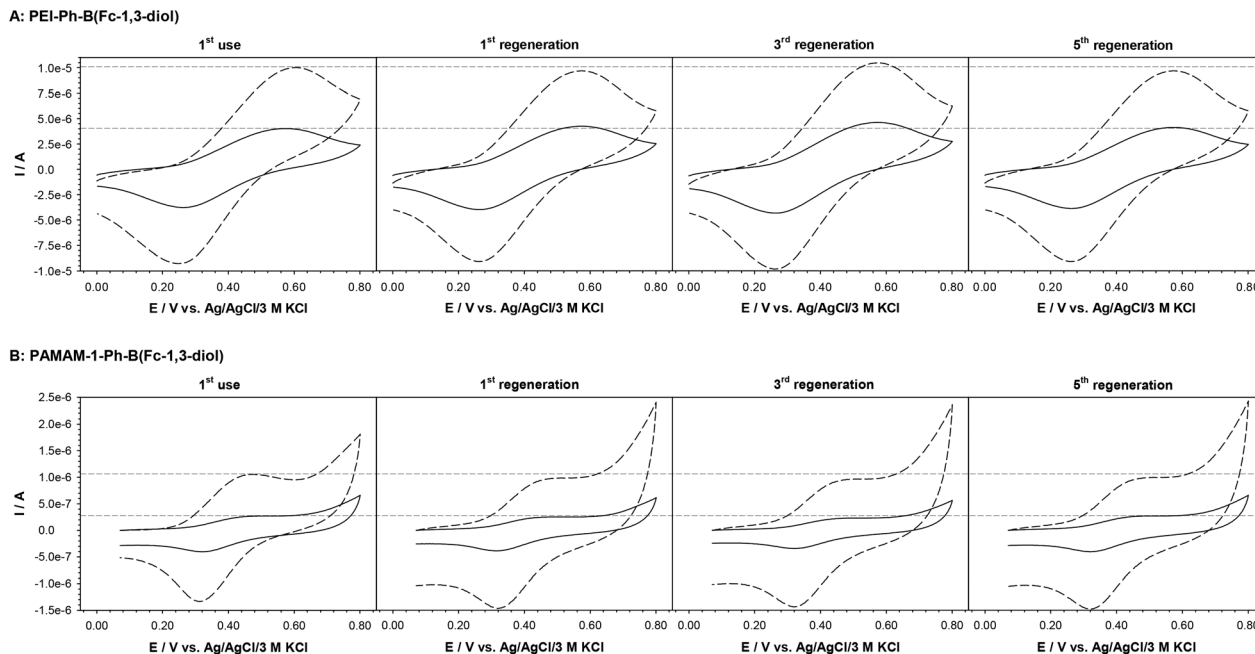 A: PEI-Ph-B(Fc-1,3-diol)
1st use 1st regeneration 3rd regeneration 5th regeneration
1.0e-5
7.5e-6
5.0e-6
2.5e-6
0.0
-2.5e-6
-5.0e-6
-7.5e-6
-1.0e-5
I / A
0.00 0.20 0.40 0.60 0.80 0.00 0.20 0.40 0.60 0.80 0.00 0.20 0.40 0.60 0.80 0.00 0.20 0.40 0.60 0.80
E / V vs. Ag/AgCl/3 M KCl E / V vs. Ag/AgCl/3 M KCl E / V vs. Ag/AgCl/3 M KCl E / V vs. Ag/AgCl/3 M KCl
B: PAMAM-1-Ph-B(Fc-1,3-diol)
1st use 1st regeneration 3rd regeneration 5th regeneration
2.5e-6
2.0e-6
1.5e-6
1.0e-6
5.0e-7
0.0
-5.0e-7
-1.0e-6
-1.5e-6
I / A
0.00 0.20 0.40 0.60 0.80 0.00 0.20 0.40 0.60 0.80 0.00 0.20 0.40 0.60 0.80 0.00 0.20 0.40 0.60 0.80
E / V vs. Ag/AgCl/3 M KCl E / V vs. Ag/AgCl/3 M KCl E / V vs. Ag/AgCl/3 M KCl E / V vs. Ag/AgCl/3 M KCl